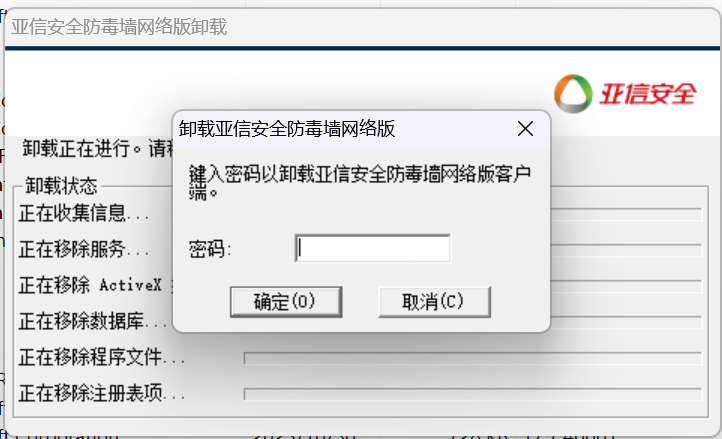 亚信安全防毒墙网络版卸载
亚信安全
卸载亚信安全防毒墙网络版
卸载正在进行。请
键入密码以卸载亚信安全防毒墙网络版客户
端。
卸载状态
正在收集信息...
正在移除服务...
密码:
正在移除 ActiveX
确定(O) 取消(C)
正在移除数据库...
正在移除程序文件...
正在移除注册表项...